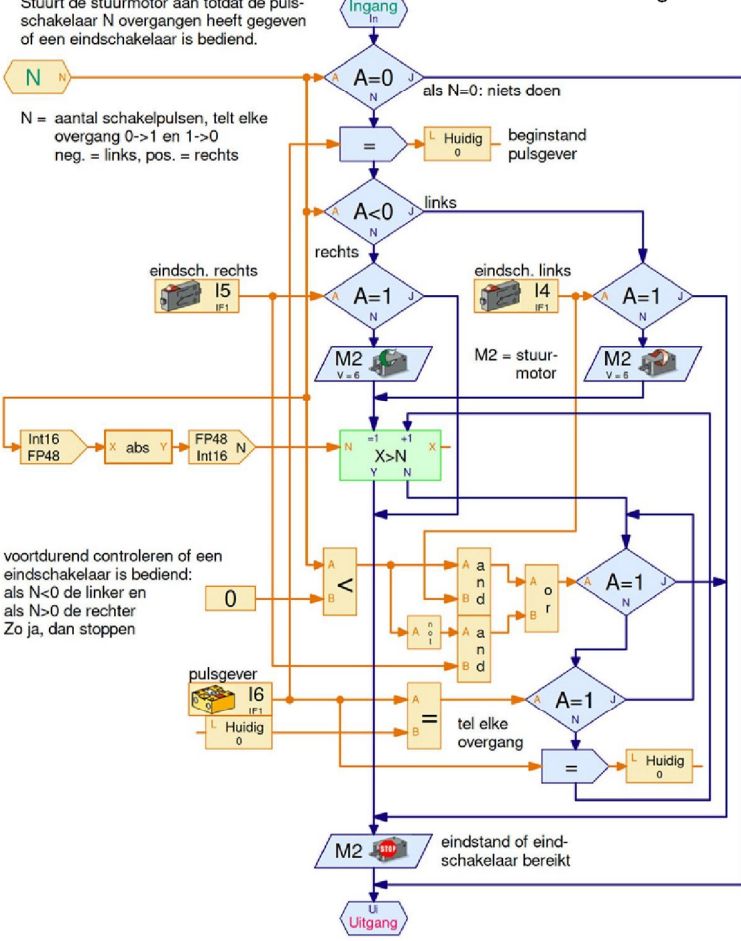 Stuurt de stuurmotor aan totdat de puls-
schakelaar N overgangen heeft gegeven
of een eindschakelaar is bediend.
Ingang
In
N N
A A=0 J
N
als N=0: niets doen
N = aantal schakelpulsen, telt elke
overgang 0->1 en 1->0
neg. = links, pos. = rechts
=
L Huidig
0
beginstand
pulsgever
A A<0 J
N
links
rechts
eindsch. rechts
I5
IF1
A A=1 J
N
eindsch. links
I4
IF1
A A=1 J
N
M2
V = 6
M2 = stuur-
motor
M2
V = 6
Int16
FP48
X abs Y
FP48
Int16 N
=1 +1
N X>N X
Y N
voortdurend controleren of een
eindschakelaar is bediend:
als N<0 de linker en
als N>0 de rechter
Zo ja, dan stoppen
0
A
B
<
A and
B
A not
A and
B
A or
B
A A=1 J
N
pulsgever
I6
IF1
L Huidig
0
A
B
=
tel elke
overgang
A=1 J
N
=
L Huidig
0
M2 STOP
eindstand of eind-
schakelaar bereikt
Ui
Uitgang